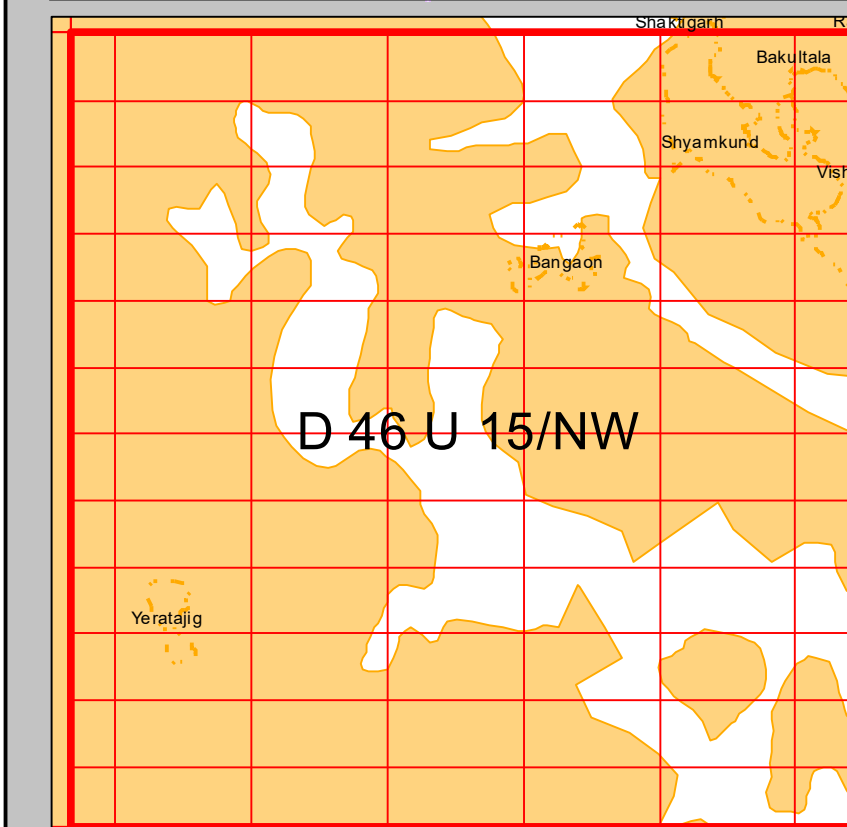 Shaktigarh
Bakultala
Shyamkund
Bangaon
D 46 U 15/NW
Yeratajig